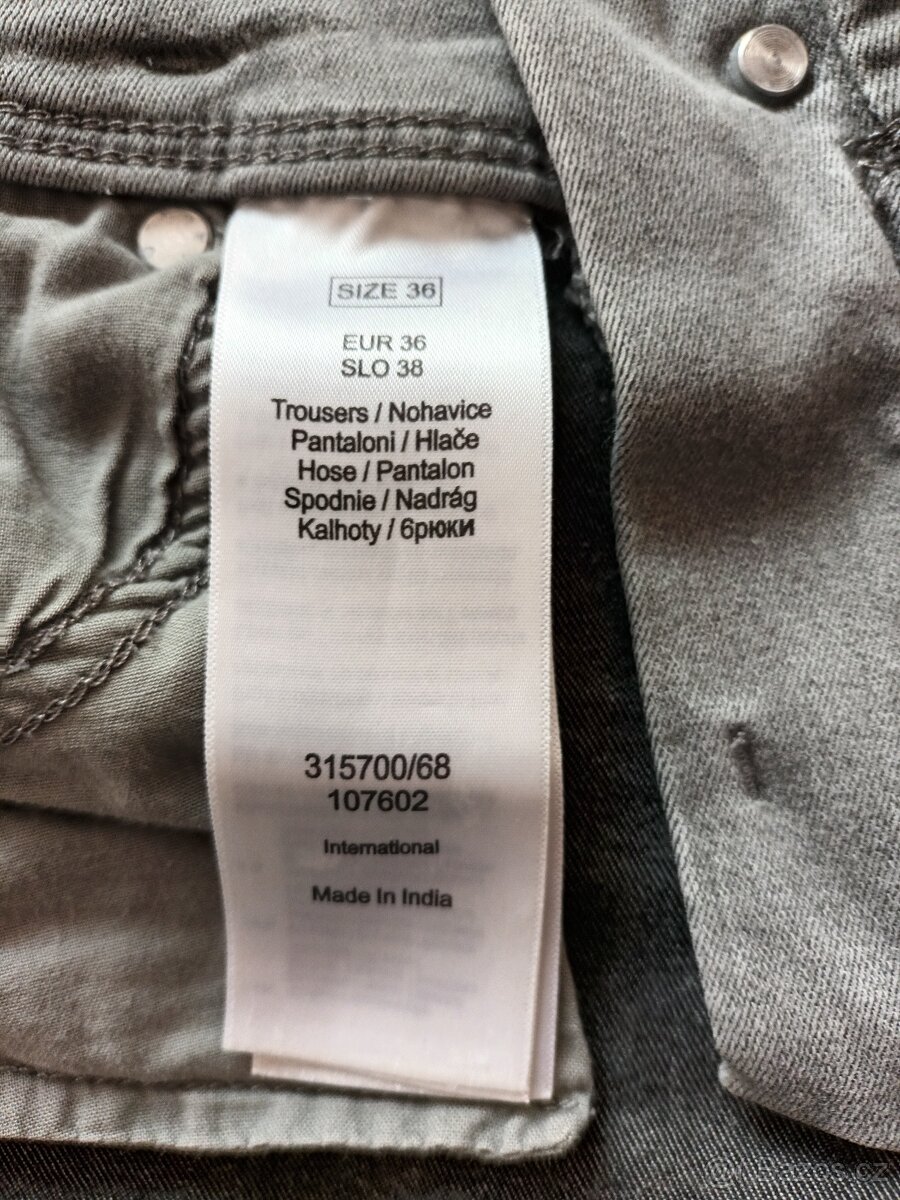 SIZE 36
EUR 36
SLO 38
Trousers / Nohavice
Pantaloni / Hlače
Hose / Pantalon
Spodnie / Nadrág
Kalhoty / брюки
315700/68
107602
International
Made In India